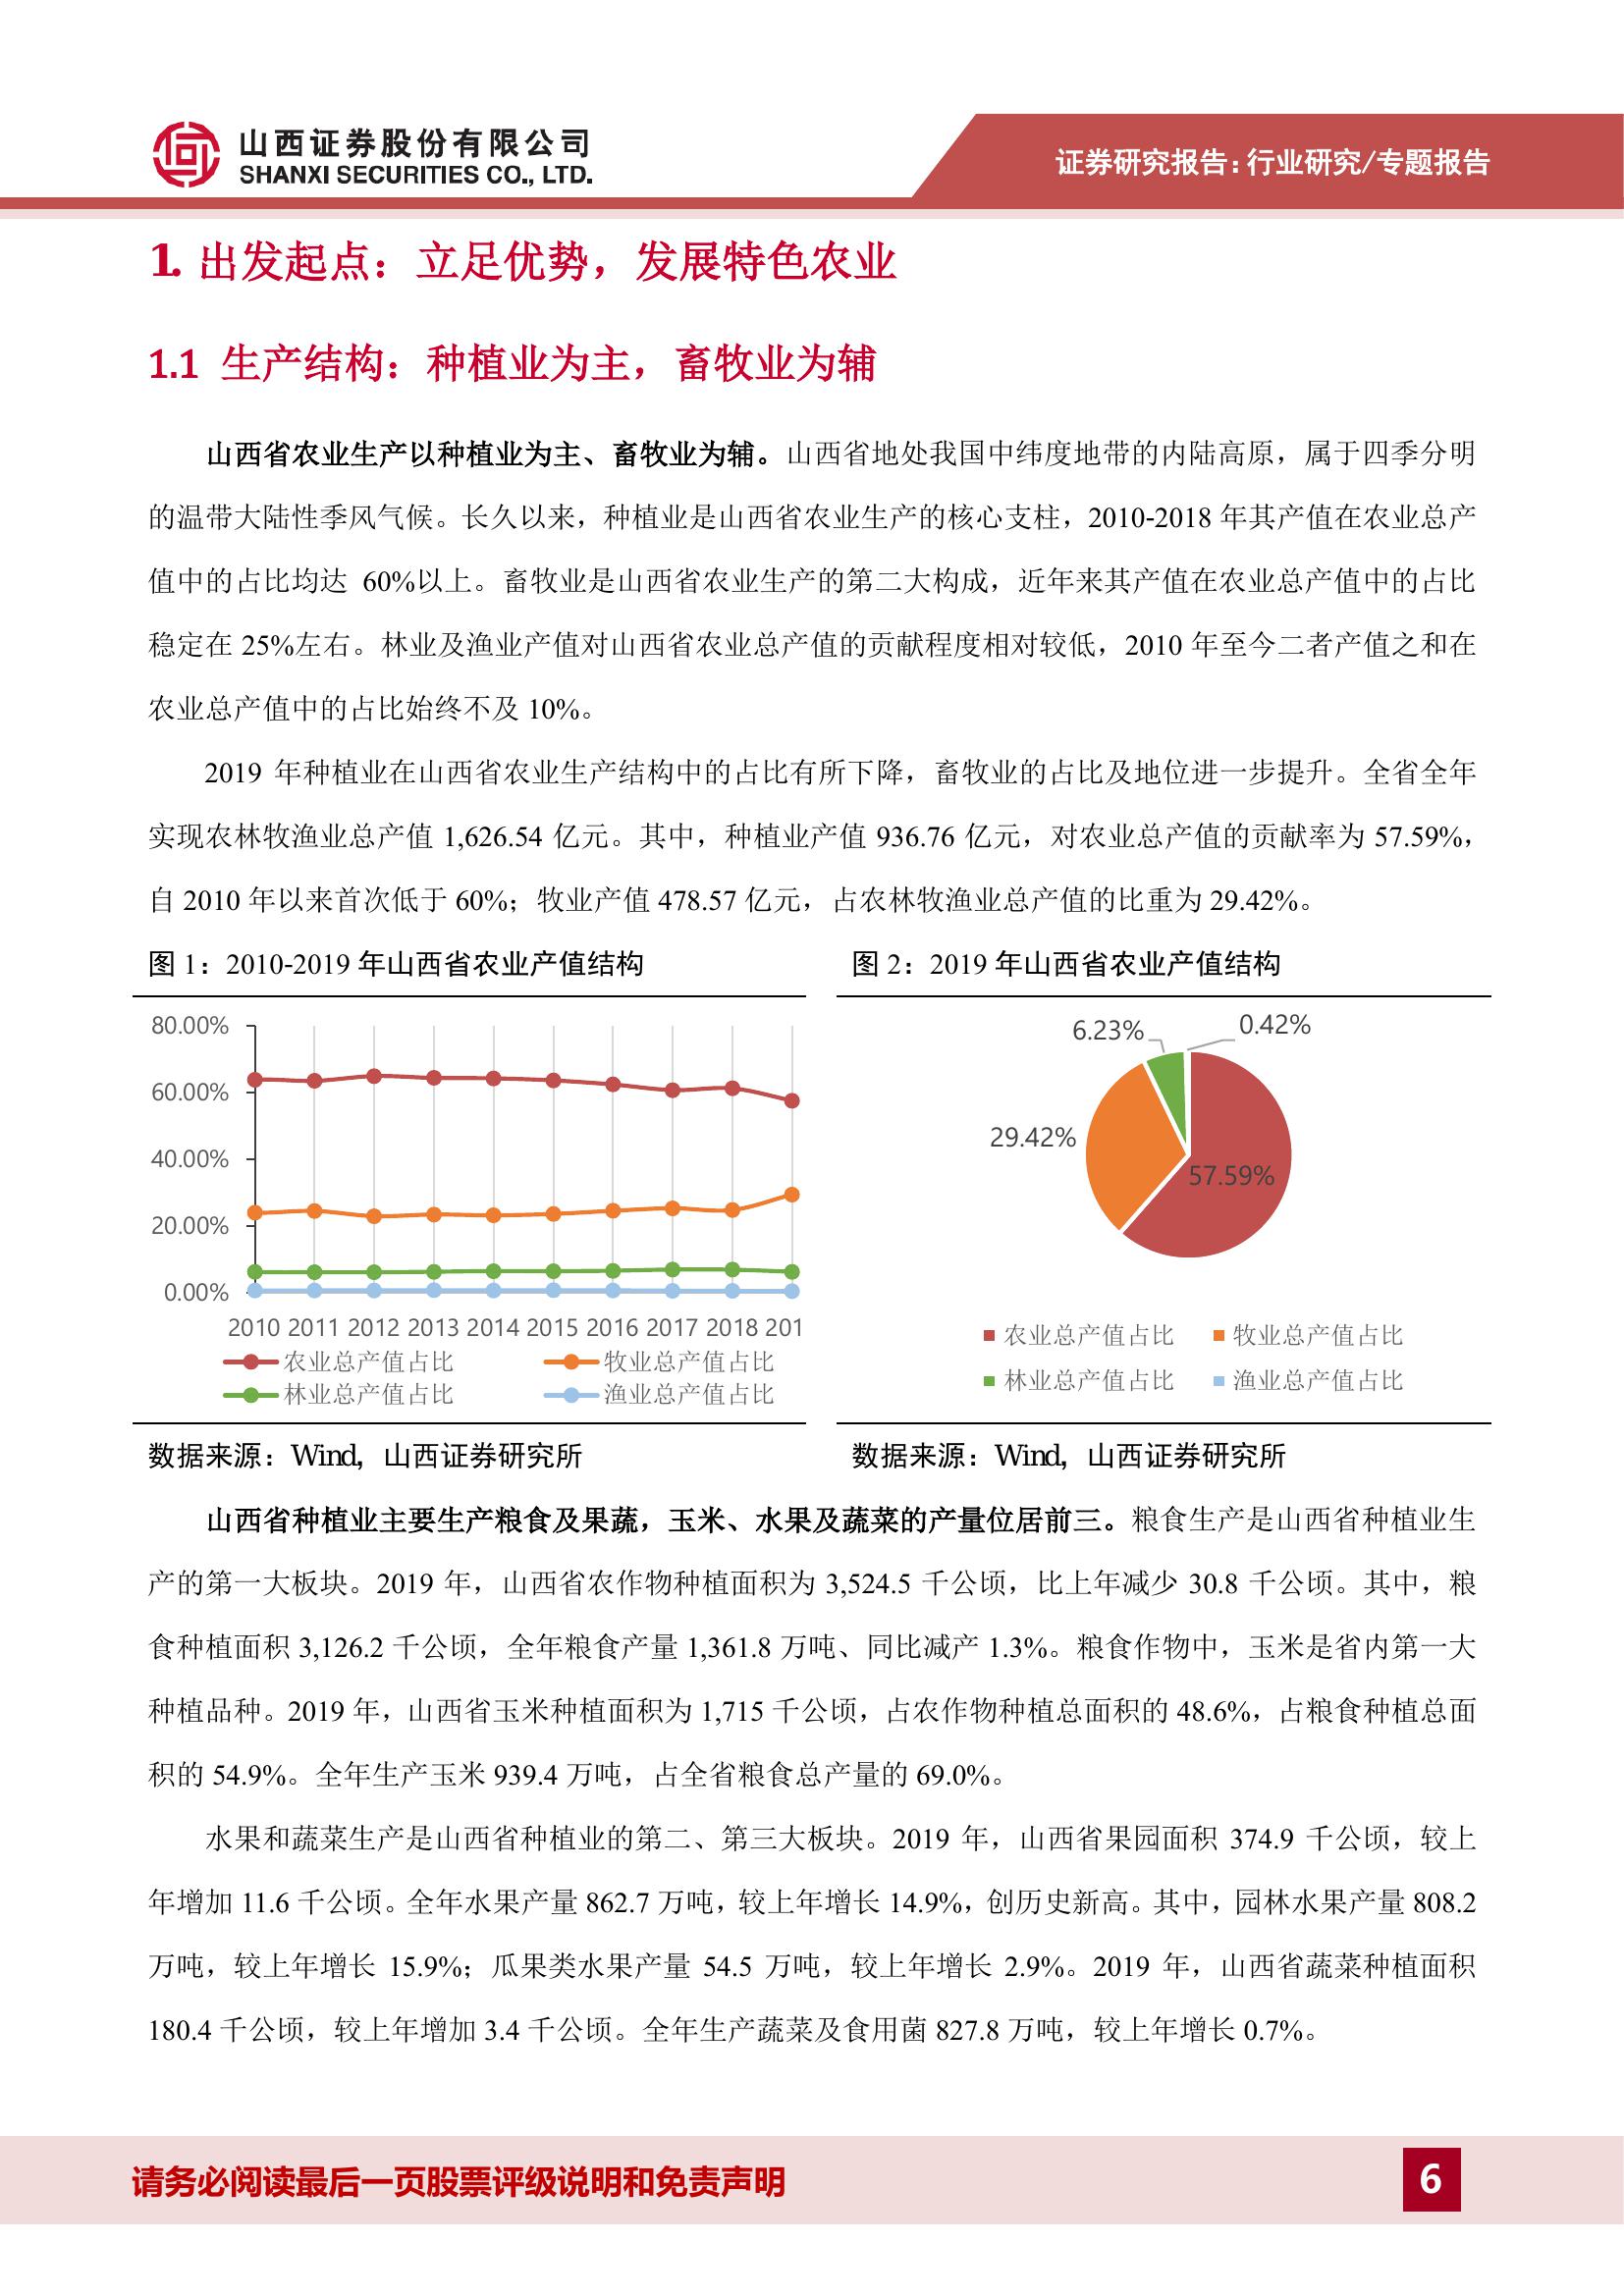 山西证券股份有限公司
SHANXI SECURITIES CO., LTD.
证券研究报告：行业研究/专题报告
1. 出发起点：立足优势，发展特色农业
1.1 生产结构：种植业为主，畜牧业为辅
山西省农业生产以种植业为主、畜牧业为辅。山西省地处我国中纬度地带的内陆高原，属于四季分明
的温带大陆性季风气候。长久以来，种植业是山西省农业生产的核心支柱，2010-2018 年其产值在农业总产
值中的占比均达 60%以上。畜牧业是山西省农业生产的第二大构成，近年来其产值在农业总产值中的占比
稳定在 25%左右。林业及渔业产值对山西省农业总产值的贡献程度相对较低，2010 年至今二者产值之和在
农业总产值中的占比始终不及 10%。
2019 年种植业在山西省农业生产结构中的占比有所下降，畜牧业的占比及地位进一步提升。全省全年
实现农林牧渔业总产值 1,626.54 亿元。其中，种植业产值 936.76 亿元，对农业总产值的贡献率为 57.59%，
自 2010 年以来首次低于 60%；牧业产值 478.57 亿元，占农林牧渔业总产值的比重为 29.42%。
图 1：2010-2019 年山西省农业产值结构
80.00%
60.00%
40.00%
20.00%
0.00%
2010 2011 2012 2013 2014 2015 2016 2017 2018 201
农业总产值占比 牧业总产值占比
林业总产值占比 渔业总产值占比
数据来源：Wind，山西证券研究所
图 2：2019 年山西省农业产值结构
6.23% 0.42%
29.42%
57.59%
农业总产值占比 牧业总产值占比
林业总产值占比 渔业总产值占比
数据来源：Wind，山西证券研究所
山西省种植业主要生产粮食及果蔬，玉米、水果及蔬菜的产量位居前三。粮食生产是山西省种植业生
产的第一大板块。2019 年，山西省农作物种植面积为 3,524.5 千公顷，比上年减少 30.8 千公顷。其中，粮
食种植面积 3,126.2 千公顷，全年粮食产量 1,361.8 万吨、同比减产 1.3%。粮食作物中，玉米是省内第一大
种植品种。2019 年，山西省玉米种植面积为 1,715 千公顷，占农作物种植总面积的 48.6%，占粮食种植总面
积的 54.9%。全年生产玉米 939.4 万吨，占全省粮食总产量的 69.0%。
水果和蔬菜生产是山西省种植业的第二、第三大板块。2019 年，山西省果园面积 374.9 千公顷，较上
年增加 11.6 千公顷。全年水果产量 862.7 万吨，较上年增长 14.9%，创历史新高。其中，园林水果产量 808.2
万吨，较上年增长 15.9%；瓜果类水果产量 54.5 万吨，较上年增长 2.9%。2019 年，山西省蔬菜种植面积
180.4 千公顷，较上年增加 3.4 千公顷。全年生产蔬菜及食用菌 827.8 万吨，较上年增长 0.7%。
请务必阅读最后一页股票评级说明和免责声明
6